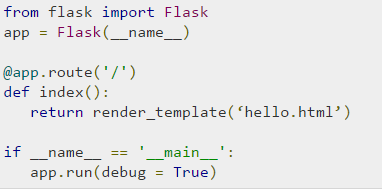 from flask import Flask
app = Flask(__name__)
@app.route('/')
def index():
   return render_template(‘hello.html’)
if __name__ == '__main__':
   app.run(debug = True)